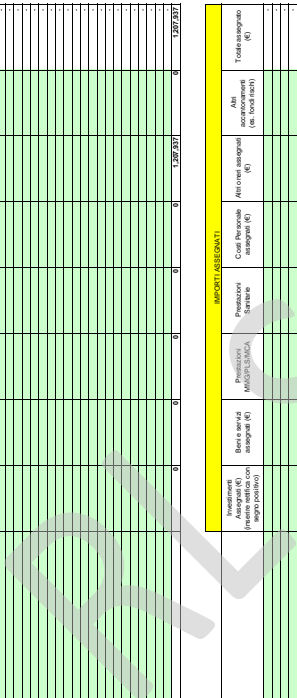 0 0 0 0 0 1,207,937 0 1,207,937
IMPORTI ASSEGNATI
Investimenti
Assegnati (€)
(inserire rettifica con
segno positivo)
Beni e servizi
assegnati (€)
Prestazioni
MMG/PLS/MCA
Prestazioni
Sanitarie
Costi Personale
assegnati (€)
Altri oneri assegnati
(€)
Altri
accantonamenti
(es. fondi rischi)
Totale assegnato
(€)